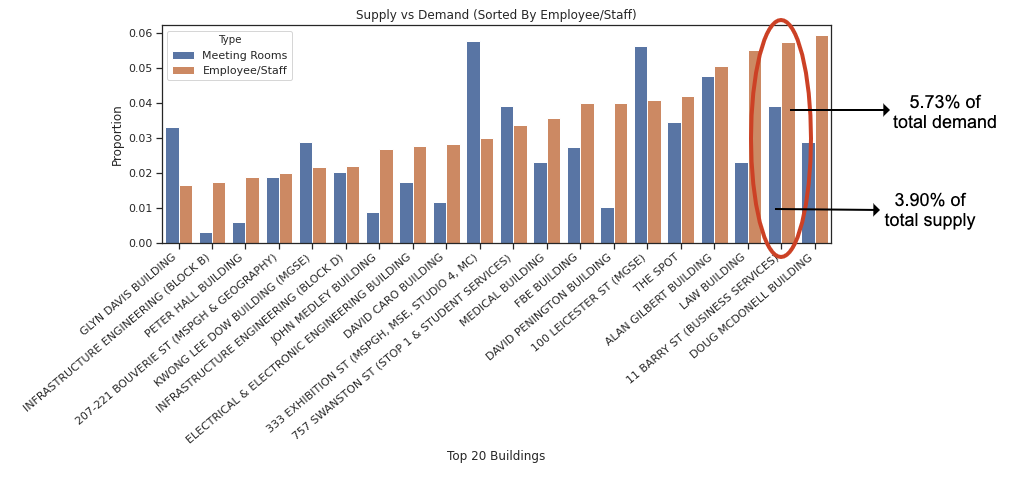 Supply vs Demand (Sorted By Employee/Staff)
Type
Meeting Rooms
Employee/Staff
Proportion
0.06
0.05
0.04
0.03
0.02
0.01
0.00
5.73% of
total demand
3.90% of
total supply
GLYN DAVIS BUILDING
INFRASTRUCTURE ENGINEERING (BLOCK B)
PETER HALL BUILDING
207-221 BOUVERIE ST (MSPGH & GEOGRAPHY)
KWONG LEE DOW BUILDING (MGSE)
INFRASTRUCTURE ENGINEERING (BLOCK D)
JOHN MEDLEY BUILDING
ELECTRICAL & ELECTRONIC ENGINEERING BUILDING
DAVID CARO BUILDING
333 EXHIBITION ST (MSPGH, MSE, STUDIO 4, MC)
757 SWANSTON ST (STOP 1 & STUDENT SERVICES)
MEDICAL BUILDING
FBE BUILDING
DAVID PENINGTON BUILDING
100 LEICESTER ST (MGSE)
THE SPOT
ALAN GILBERT BUILDING
LAW BUILDING
11 BARRY ST (BUSINESS SERVICES)
DOUG MCDONELL BUILDING
Top 20 Buildings